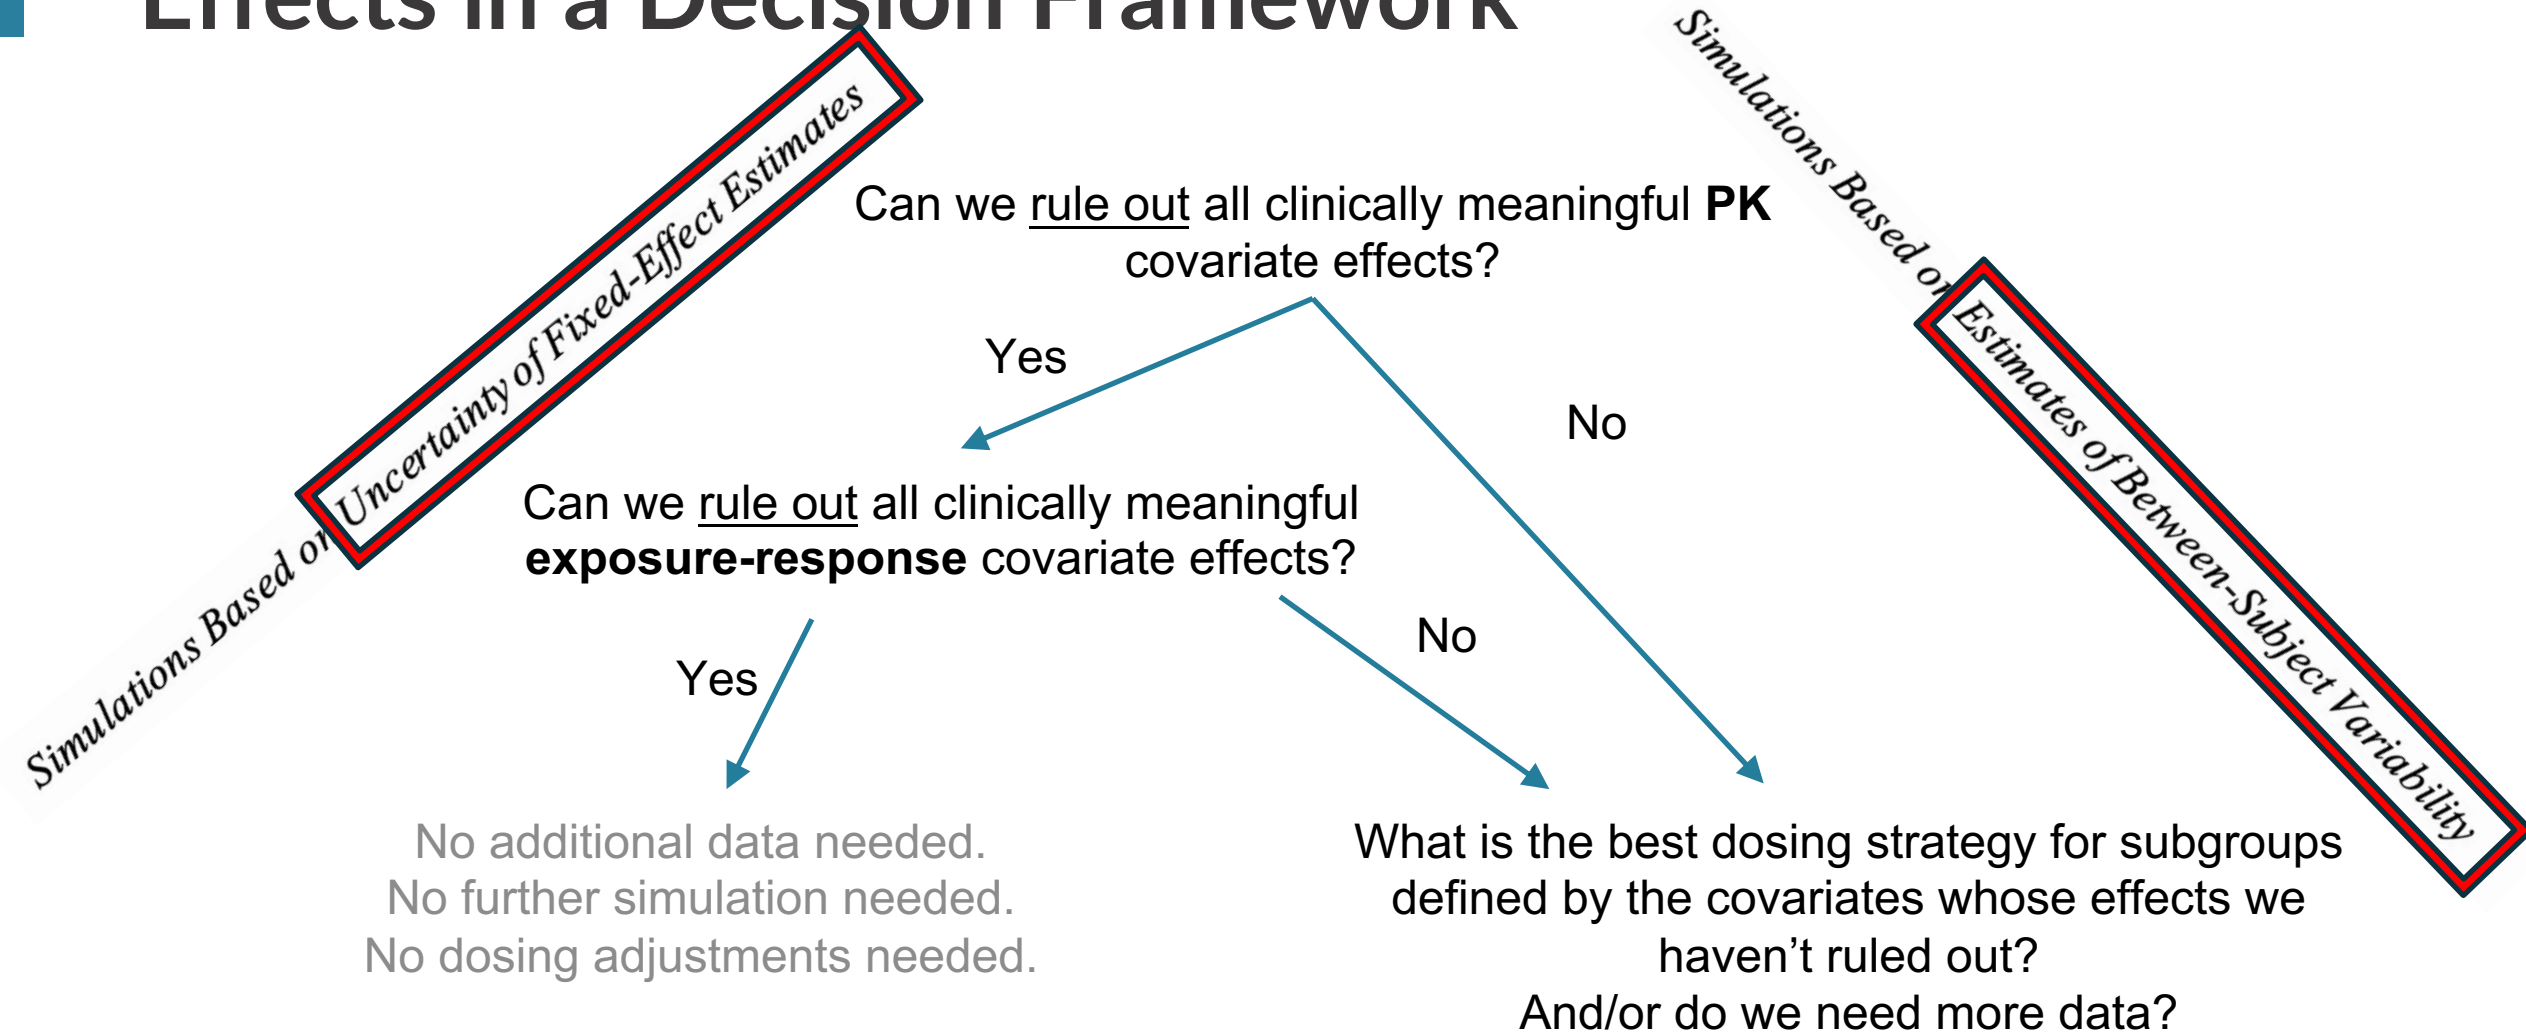 Effects in a Decision Framework
Simulations Based on Uncertainty of Fixed-Effect Estimates
Simulations Based on Estimates of Between-Subject Variability
Can we rule out all clinically meaningful PK
covariate effects?
Yes
No
Can we rule out all clinically meaningful
exposure-response covariate effects?
Yes
No
No additional data needed.
No further simulation needed.
No dosing adjustments needed.
What is the best dosing strategy for subgroups
defined by the covariates whose effects we
haven’t ruled out?
And/or do we need more data?